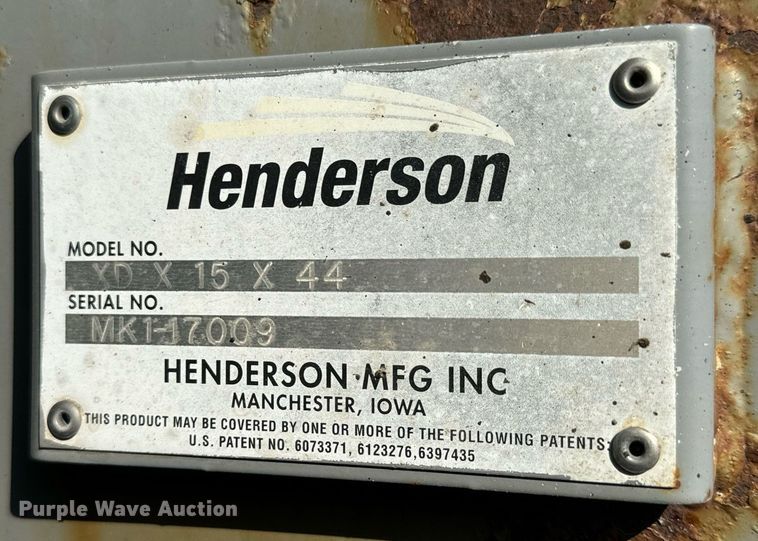 Henderson
MODEL NO.
XD X 15 X 44
SERIAL NO.
MK1-17009
HENDERSON MFG INC
MANCHESTER, IOWA
THIS PRODUCT MAY BE COVERED BY ONE OR MORE OF THE FOLLOWING PATENTS:
U.S. PATENT NO. 6073371, 6123276,6397435
Purple Wave Auction